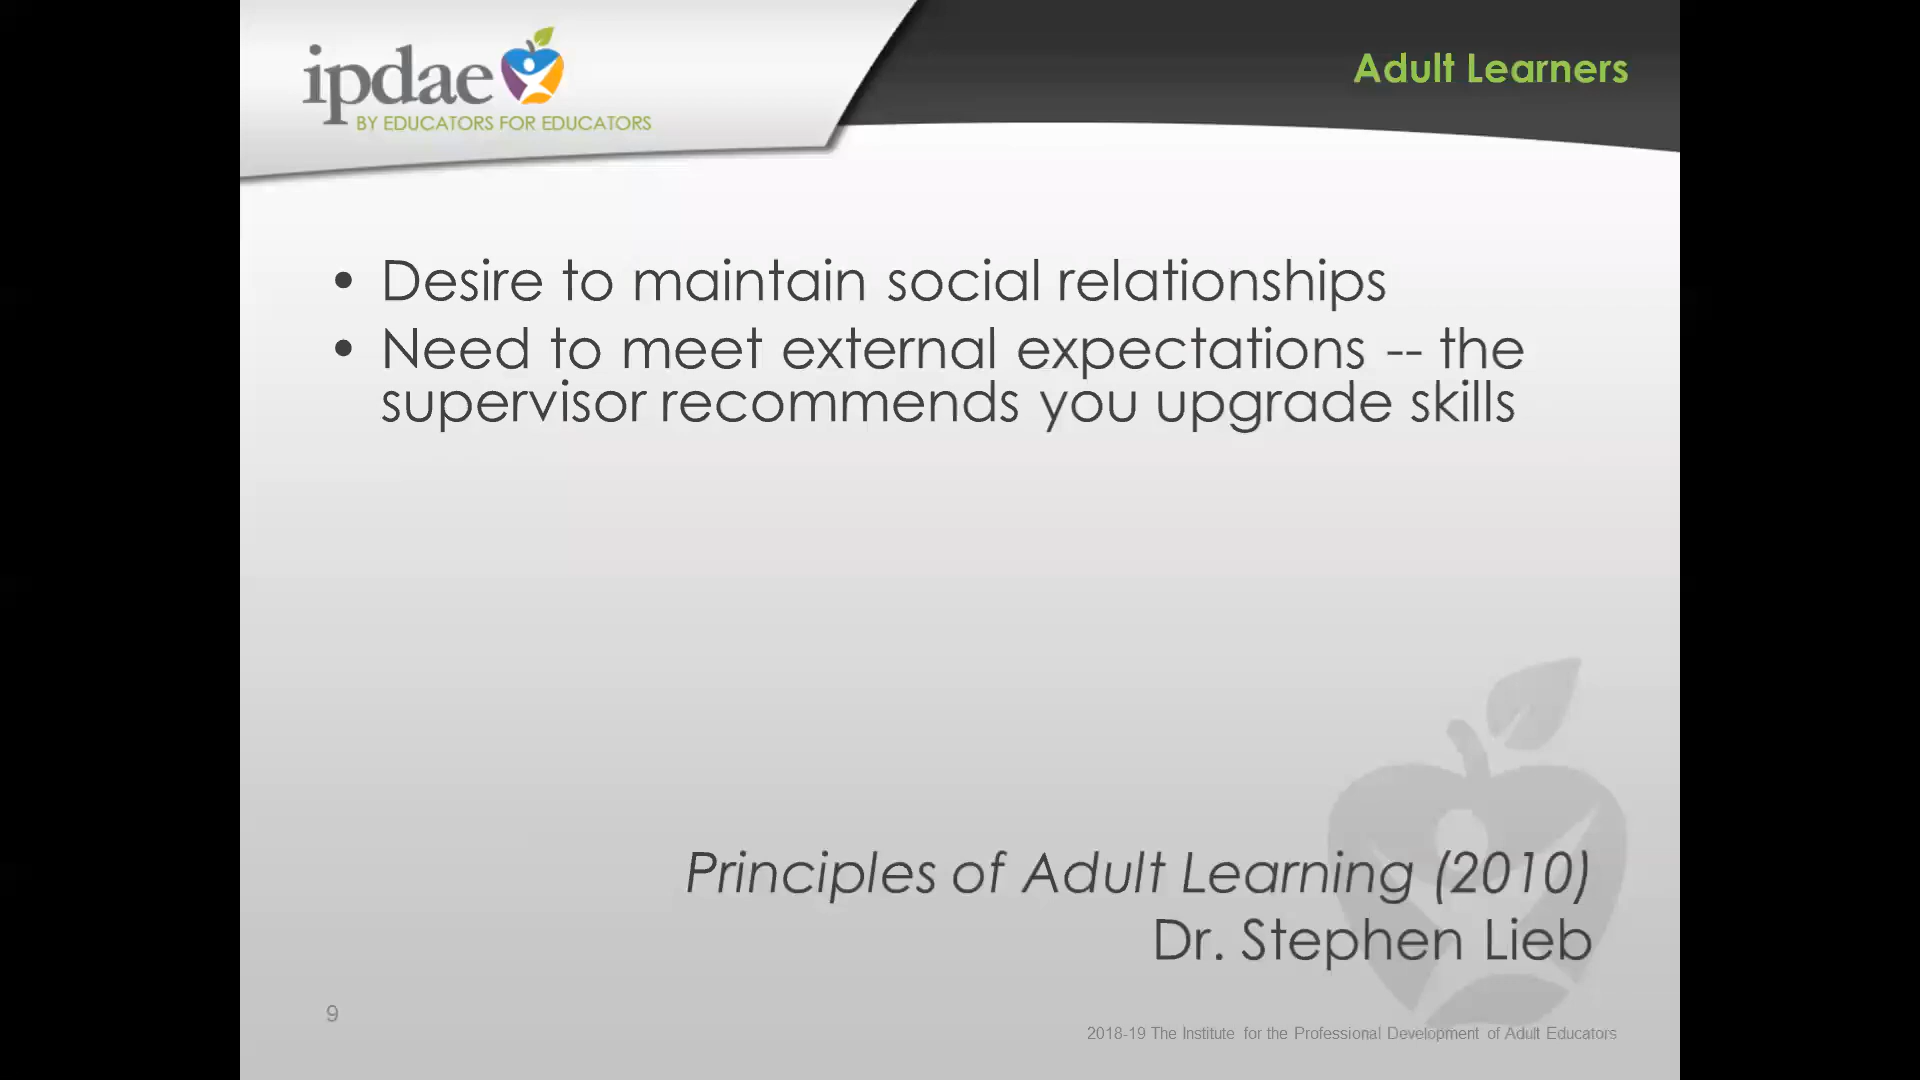 ipdae
BY EDUCATORS FOR EDUCATORS
Adult Learners
• Desire to maintain social relationships
• Need to meet external expectations -- the
supervisor recommends you upgrade skills
Principles of Adult Learning (2010)
Dr. Stephen Lieb
9
2018-19 The Institute for the Professional Development of Adult Educators